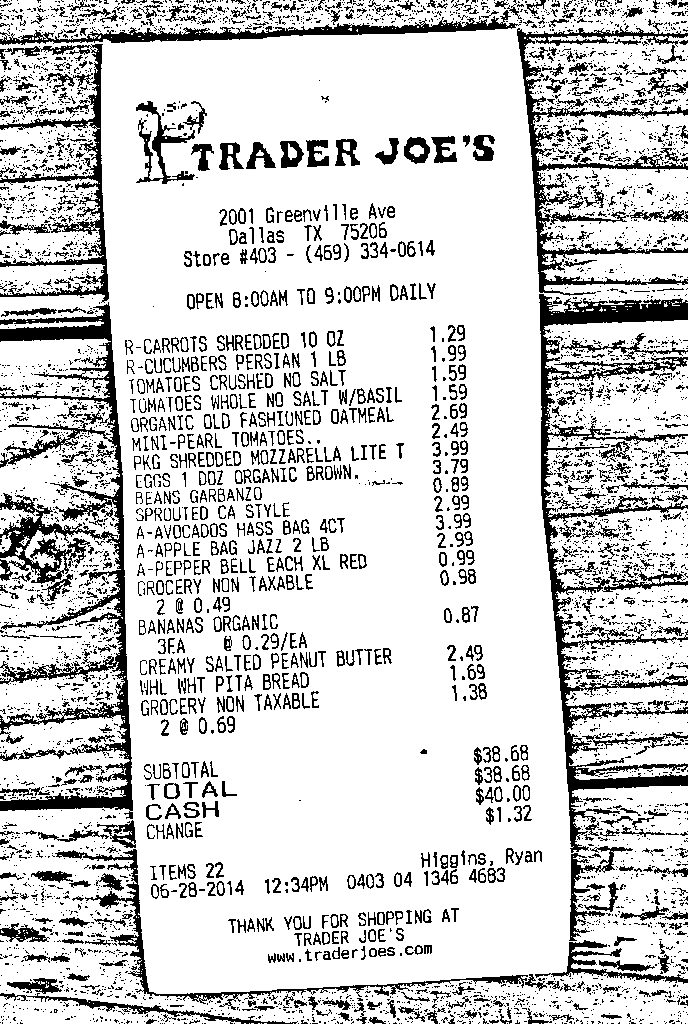 TRADER JOE'S
2001 Greenville Ave
Dallas TX 75206
Store #403 - (469) 334-0614
OPEN 8:00AM TO 9:00PM DAILY
R-CARROTS SHREDDED 10 OZ 1.29
R-CUCUMBERS PERSIAN 1 LB 1.99
TOMATOES CRUSHED NO SALT 1.59
TOMATOES WHOLE NO SALT W/BASIL 1.59
ORGANIC OLD FASHIONED OATMEAL 2.69
MINI-PEARL TOMATOES.. 2.49
PKG SHREDDED MOZZARELLA LITE T 3.99
EGGS 1 DOZ ORGANIC BROWN. 3.79
BEANS GARBANZO 0.89
SPROUTED CA STYLE 2.99
A-AVOCADOS HASS BAG 4CT 3.99
A-APPLE BAG JAZZ 2 LB 2.99
A-PEPPER BELL EACH XL RED 0.99
GROCERY NON TAXABLE 0.98
2 @ 0.49
BANANAS ORGANIC 0.87
3EA @ 0.29/EA
CREAMY SALTED PEANUT BUTTER 2.49
WHL WHT PITA BREAD 1.69
GROCERY NON TAXABLE 1.38
2 @ 0.69
SUBTOTAL $38.68
TOTAL $38.68
CASH $40.00
CHANGE $1.32
ITEMS 22 Higgins, Ryan
06-28-2014 12:34PM 0403 04 1346 4683
THANK YOU FOR SHOPPING AT
TRADER JOE'S
www.traderjoes.com